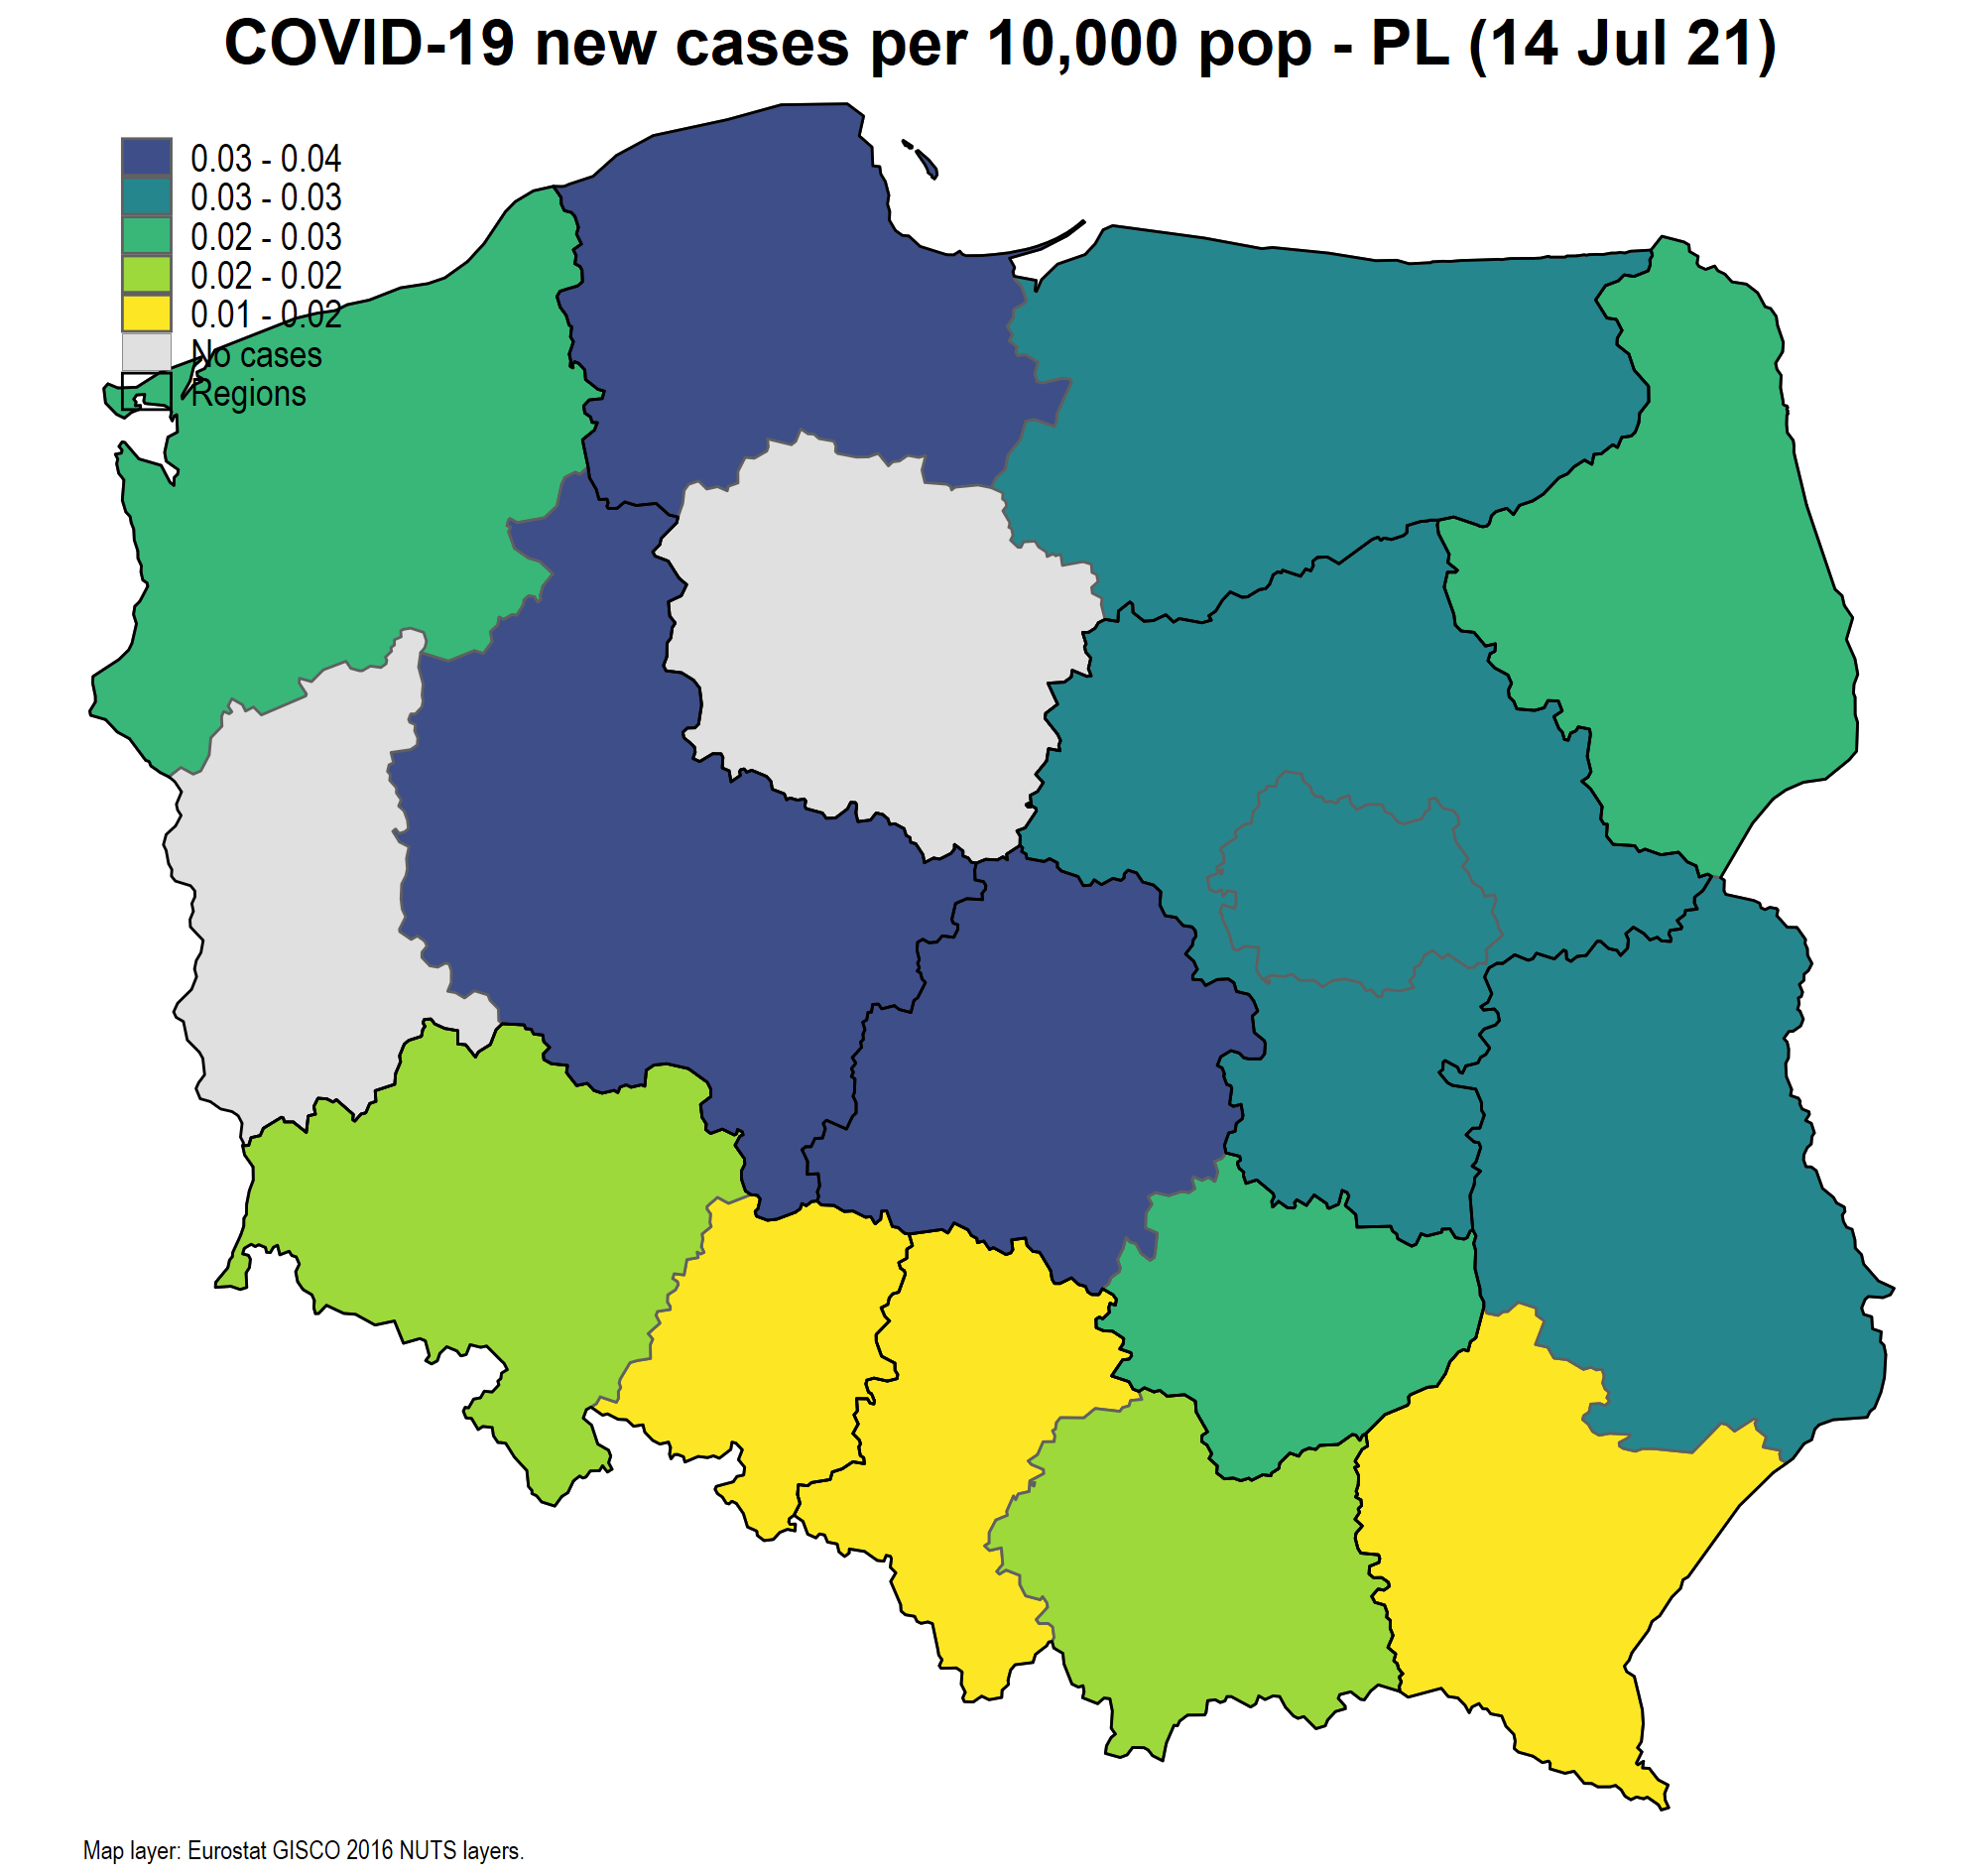 COVID-19 new cases per 10,000 pop - PL (14 Jul 21)
0.03 - 0.04
0.03 - 0.03
0.02 - 0.03
0.02 - 0.02
0.01 - 0.02
No cases
Regions
Map layer: Eurostat GISCO 2016 NUTS layers.